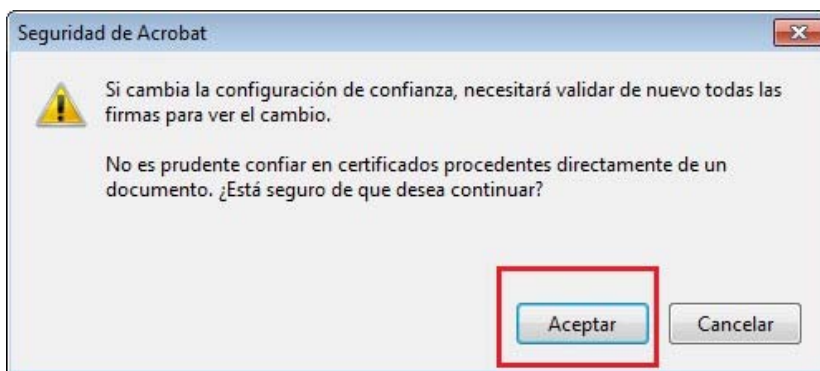 Seguridad de Acrobat
Si cambia la configuración de confianza, necesitará validar de nuevo todas las
firmas para ver el cambio.
No es prudente confiar en certificados procedentes directamente de un
documento. ¿Está seguro de que desea continuar?
Aceptar
Cancelar